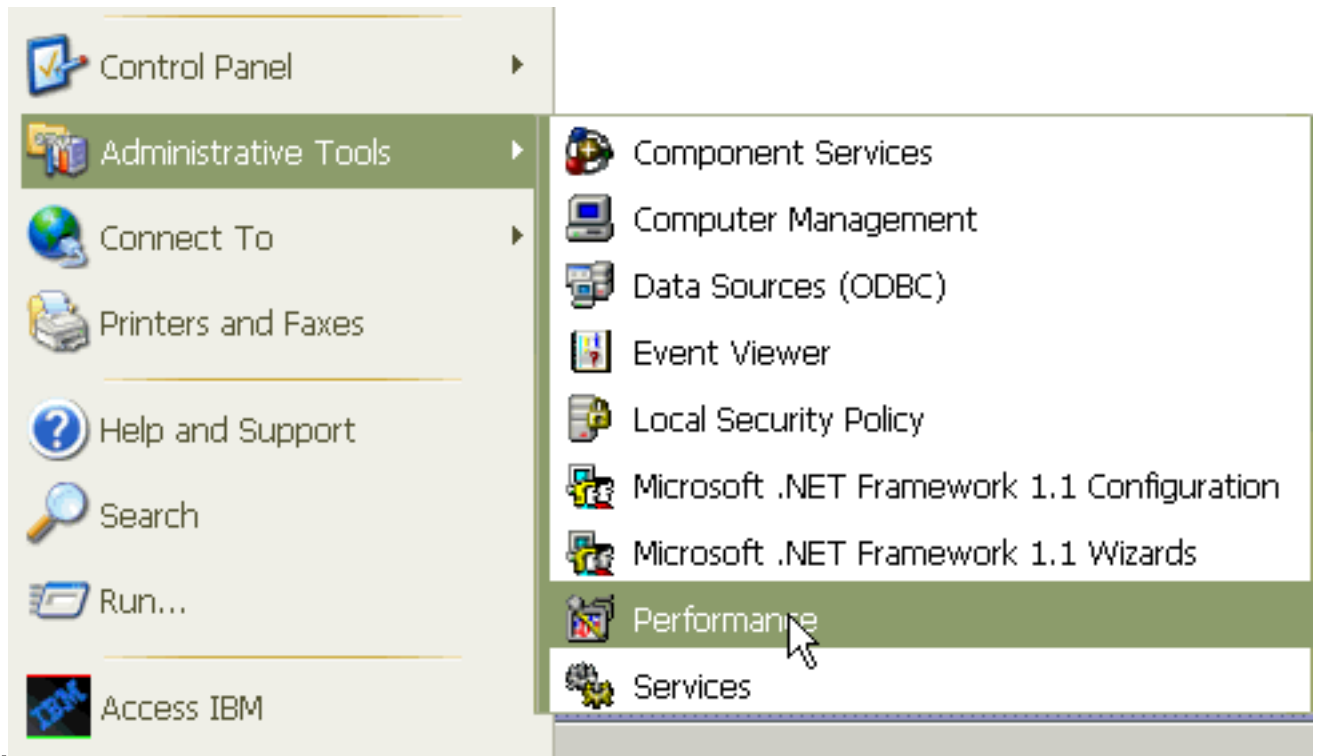 Control Panel
Administrative Tools
Connect To
Printers and Faxes
Help and Support
Search
Run...
IBM
Access IBM
Component Services
Computer Management
Data Sources (ODBC)
Event Viewer
Local Security Policy
Microsoft .NET Framework 1.1 Configuration
Microsoft .NET Framework 1.1 Wizards
Performance
Services